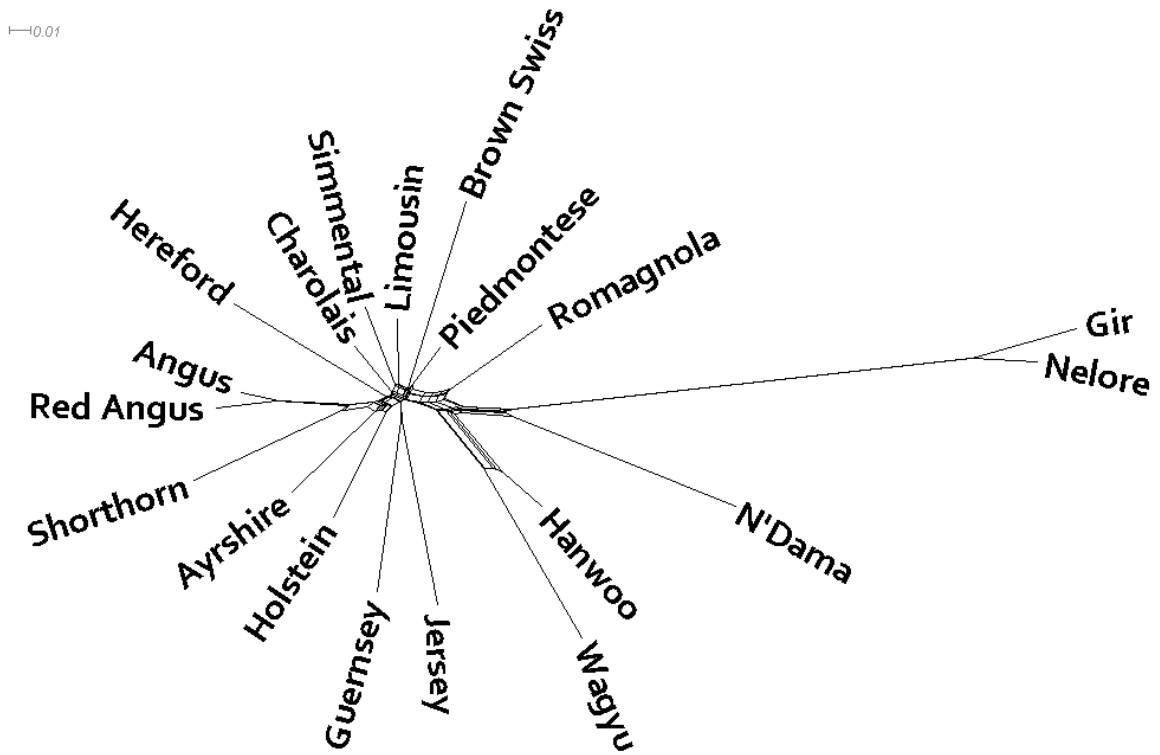 0.01
Brown Swiss
Simmental
Limousin
Piedmontese
Hereford
Charolais
Romagnola
Gir
Nelore
Angus
Red Angus
Shorthorn
Ayrshire
Holstein
Guernsey
Jersey
Hanwoo
N'Dama
Wagyu